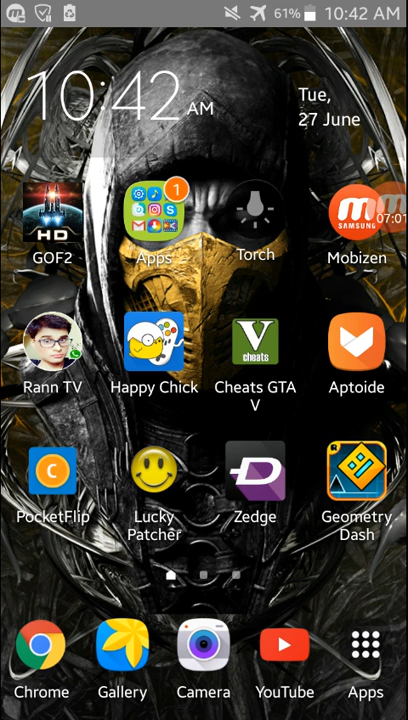 61% 10:42 AM
10:42 AM
Tue,
27 June
HD
1
m
SAMSUNG
07:01
GOF2
Apps
Torch
Mobizen
V
cheats
Rann TV
Happy Chick
Cheats GTA
V
Aptoide
C
PocketFlip
Lucky
Patcher
Zedge
Geometry
Dash
Chrome
Gallery
Camera
YouTube
Apps